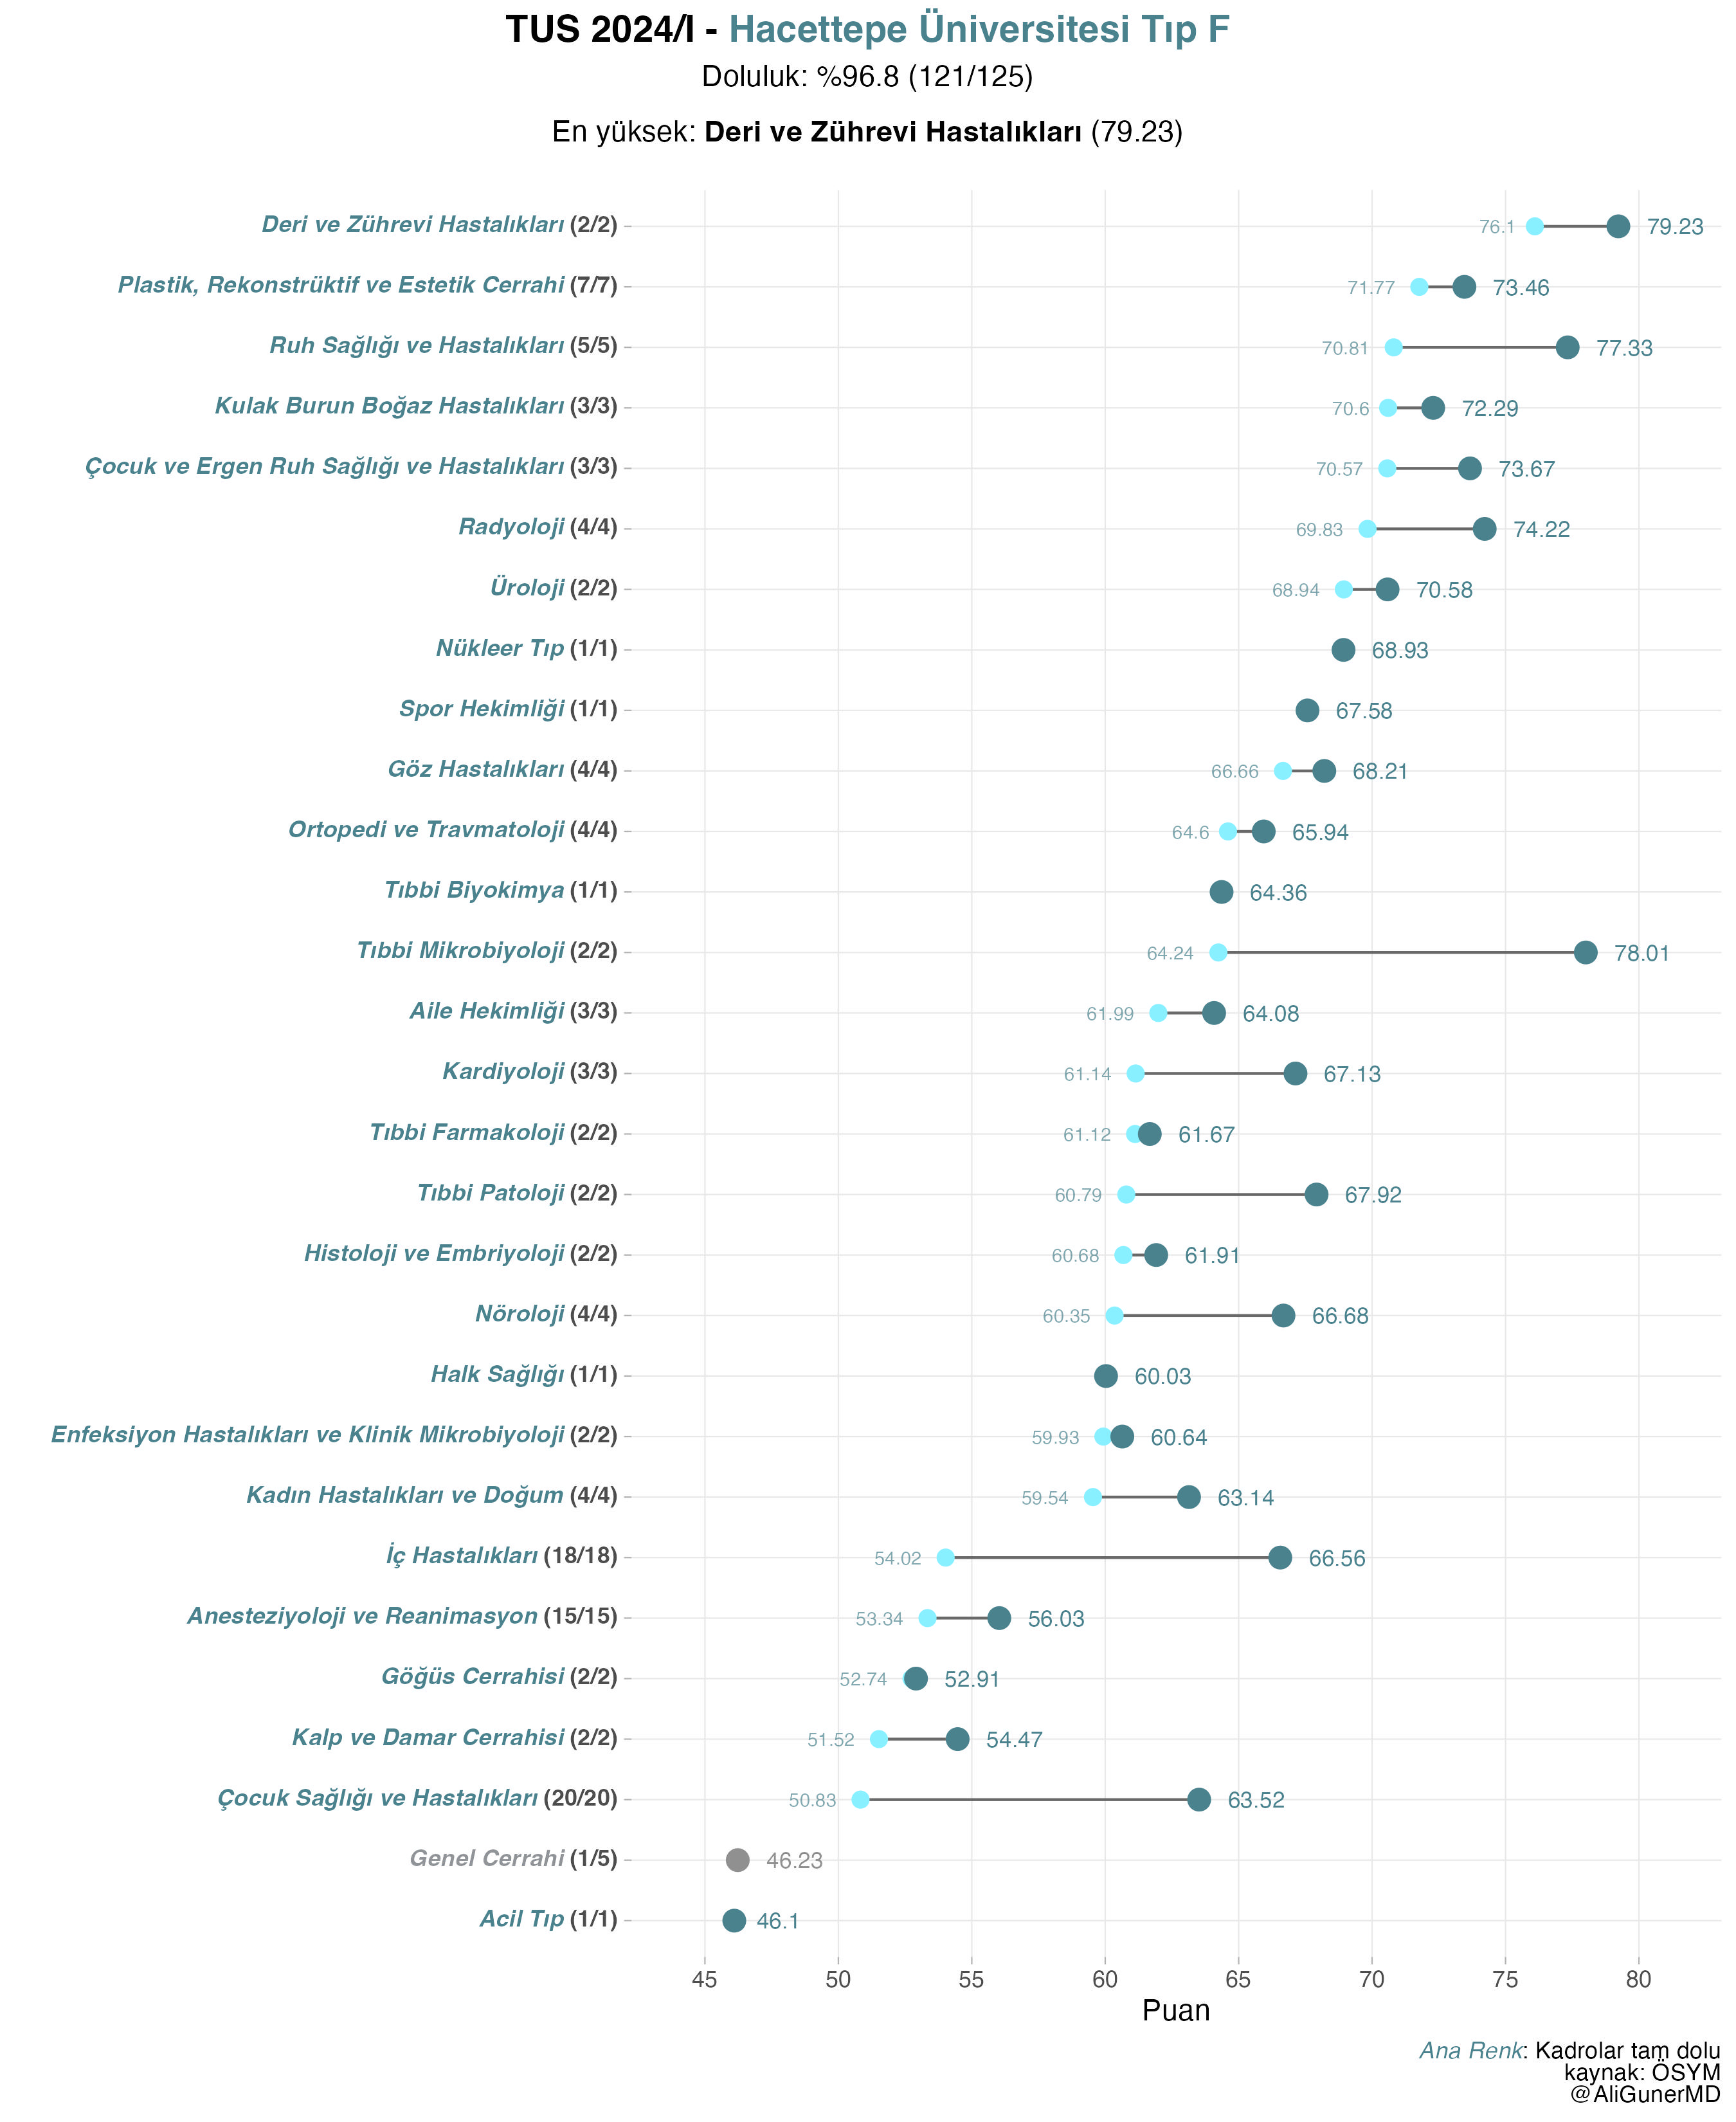 TUS 2024/I - Hacettepe Üniversitesi Tıp F
Doluluk: %96.8 (121/125)
En yüksek: Deri ve Zührevi Hastalıkları (79.23)
Deri ve Zührevi Hastalıkları (2/2) 76.1 79.23
Plastik, Rekonstrüktif ve Estetik Cerrahi (7/7) 71.77 73.46
Ruh Sağlığı ve Hastalıkları (5/5) 70.81 77.33
Kulak Burun Boğaz Hastalıkları (3/3) 70.6 72.29
Çocuk ve Ergen Ruh Sağlığı ve Hastalıkları (3/3) 70.57 73.67
Radyoloji (4/4) 69.83 74.22
Üroloji (2/2) 68.94 70.58
Nükleer Tıp (1/1) 68.93
Spor Hekimliği (1/1) 67.58
Göz Hastalıkları (4/4) 66.66 68.21
Ortopedi ve Travmatoloji (4/4) 64.6 65.94
Tıbbi Biyokimya (1/1) 64.36
Tıbbi Mikrobiyoloji (2/2) 64.24 78.01
Aile Hekimliği (3/3) 61.99 64.08
Kardiyoloji (3/3) 61.14 67.13
Tıbbi Farmakoloji (2/2) 61.12 61.67
Tıbbi Patoloji (2/2) 60.79 67.92
Histoloji ve Embriyoloji (2/2) 60.68 61.91
Nöroloji (4/4) 60.35 66.68
Halk Sağlığı (1/1) 60.03
Enfeksiyon Hastalıkları ve Klinik Mikrobiyoloji (2/2) 59.93 60.64
Kadın Hastalıkları ve Doğum (4/4) 59.54 63.14
İç Hastalıkları (18/18) 54.02 66.56
Anesteziyoloji ve Reanimasyon (15/15) 53.34 56.03
Göğüs Cerrahisi (2/2) 52.74 52.91
Kalp ve Damar Cerrahisi (2/2) 51.52 54.47
Çocuk Sağlığı ve Hastalıkları (20/20) 50.83 63.52
Genel Cerrahi (1/5) 46.23
Acil Tıp (1/1) 46.1
45 50 55 60 65 70 75 80
Puan
Ana Renk: Kadrolar tam dolu
kaynak: ÖSYM
@AliGunerMD